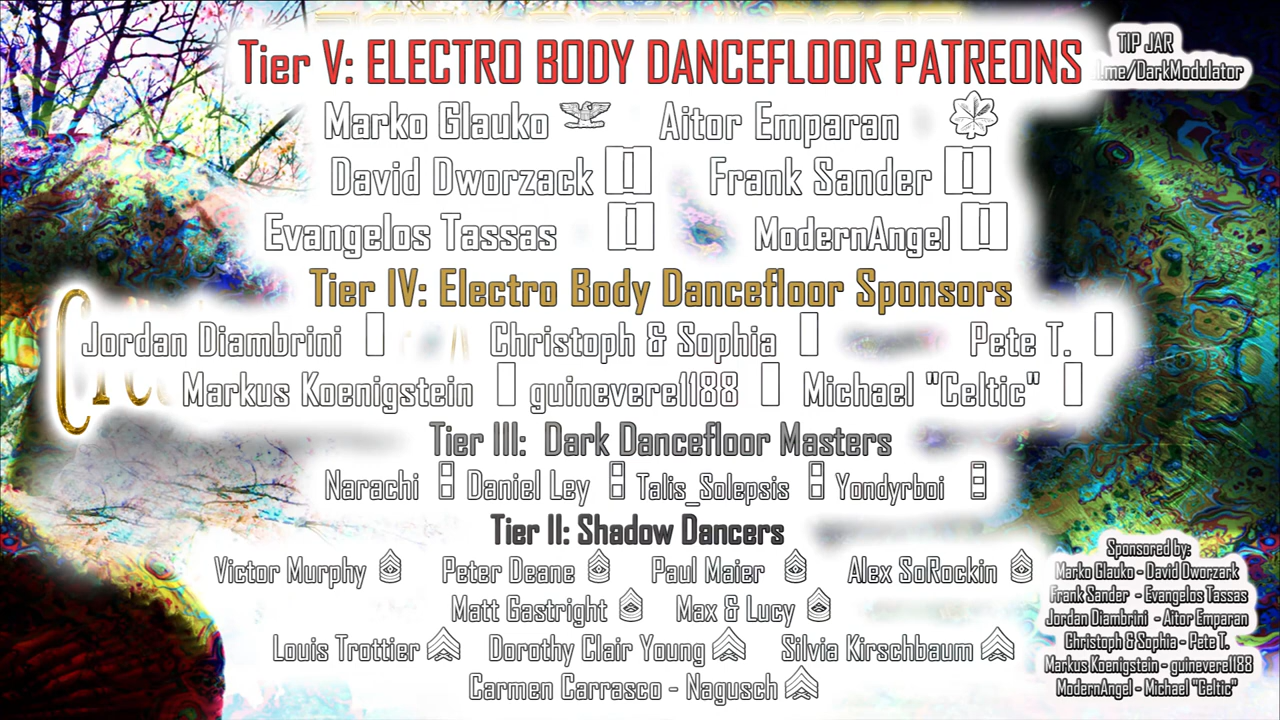 Tier V: ELECTRO BODY DANCEFLOOR PATREONS
TIP JAR
.me/DarkModulator
Marko Glauko Aitor Emparan
David Dworzack Frank Sander
Evangelos Tassas ModernAngel
Tier IV: Electro Body Dancefloor Sponsors
Jordan Diambrini Christoph & Sophia Pete T.
Markus Koenigstein guinevere1188 Michael "Celtic"
Tier III: Dark Dancefloor Masters
Narachi Daniel Ley Talis_Solepsis Yondyrboi
Tier II: Shadow Dancers
Victor Murphy Peter Deane Paul Maier Alex SoRockin
Matt Gastright Max & Lucy
Louis Trottier Dorothy Clair Young Silvia Kirschbaum
Carmen Carrasco - Nagusch
Sponsored by:
Marko Glauko - David Dworzark
Frank Sander - Evangelos Tassas
Jordan Diambrini - Aitor Emparan
Christoph & Sophia - Pete T.
Markus Koenigstein - guinevere1188
ModernAngel - Michael "Celtic"